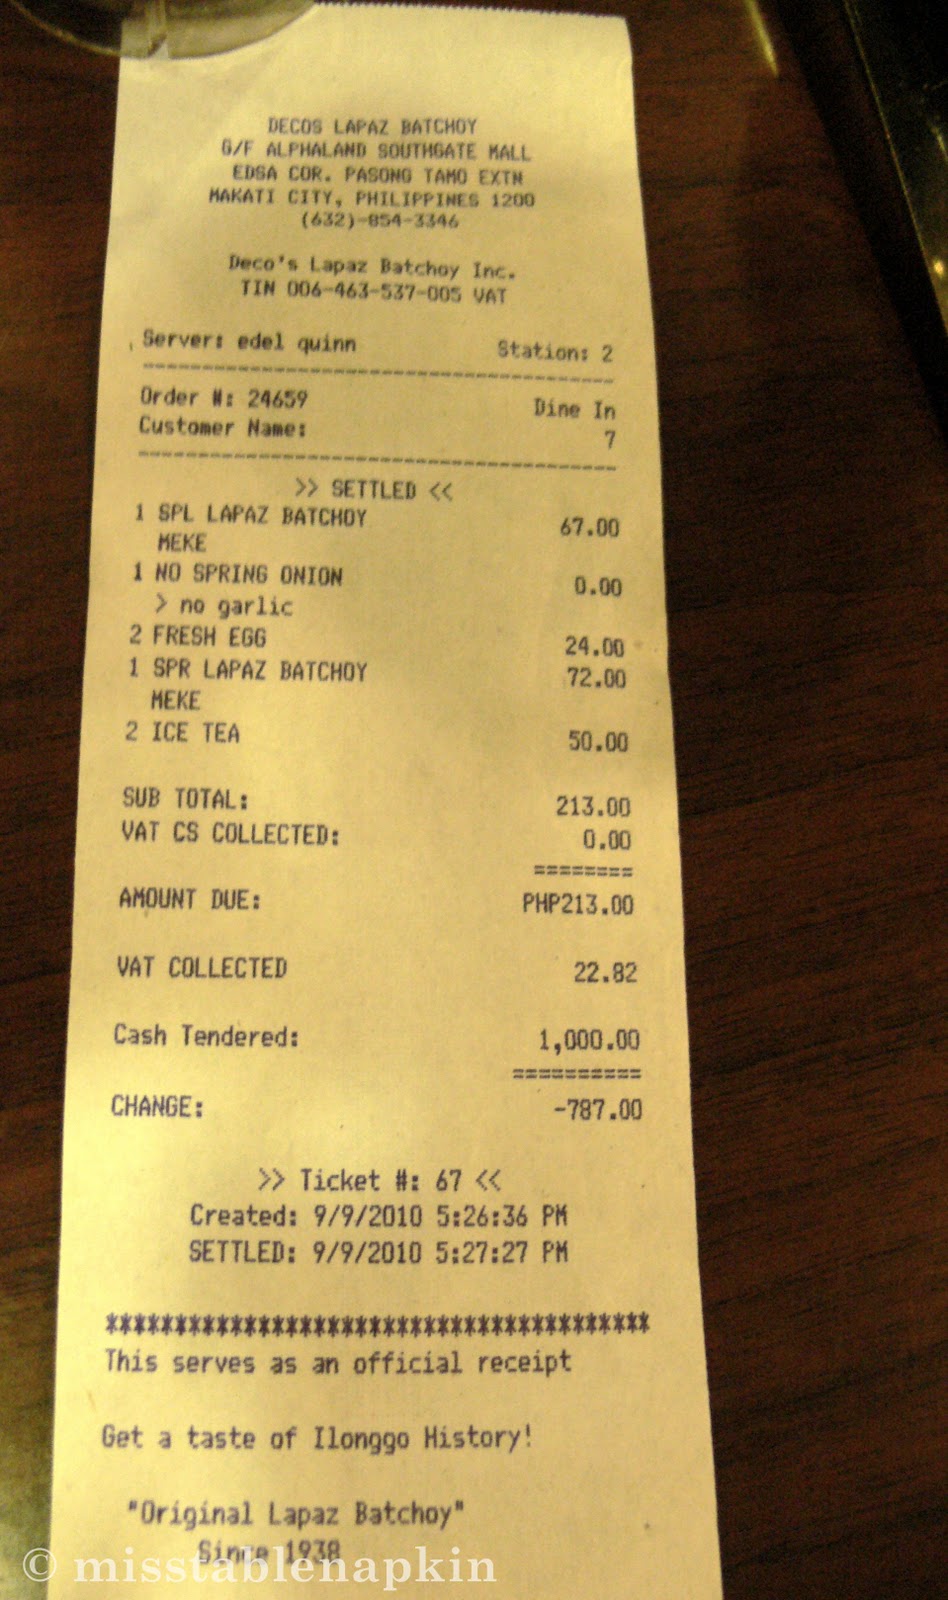 DECOS LAPAZ BATCHOY
G/F ALPHALAND SOUTHGATE MALL
EDSA COR. PASONG TAMO EXTN
MAKATI CITY, PHILIPPINES 1200
(632)-854-3346
Deco's Lapaz Batchoy Inc.
TIN 006-463-537-005 VAT
Server: edel quinn Station: 2
----------------------------------------
Order #: 24659 Dine In
Customer Name: 7
----------------------------------------
>> SETTLED <<
1 SPL LAPAZ BATCHOY 67.00
MEKE
1 NO SPRING ONION 0.00
> no garlic
2 FRESH EGG 24.00
1 SPR LAPAZ BATCHOY 72.00
MEKE
2 ICE TEA 50.00
SUB TOTAL: 213.00
VAT CS COLLECTED: 0.00
========
AMOUNT DUE: PHP213.00
VAT COLLECTED 22.82
Cash Tendered: 1,000.00
==========
CHANGE: -787.00
>> Ticket #: 67 <<
Created: 9/9/2010 5:26:36 PM
SETTLED: 9/9/2010 5:27:27 PM
****************************************
This serves as an official receipt
Get a taste of Ilonggo History!
"Original Lapaz Batchoy"
Since 1938
© misstablenapkin